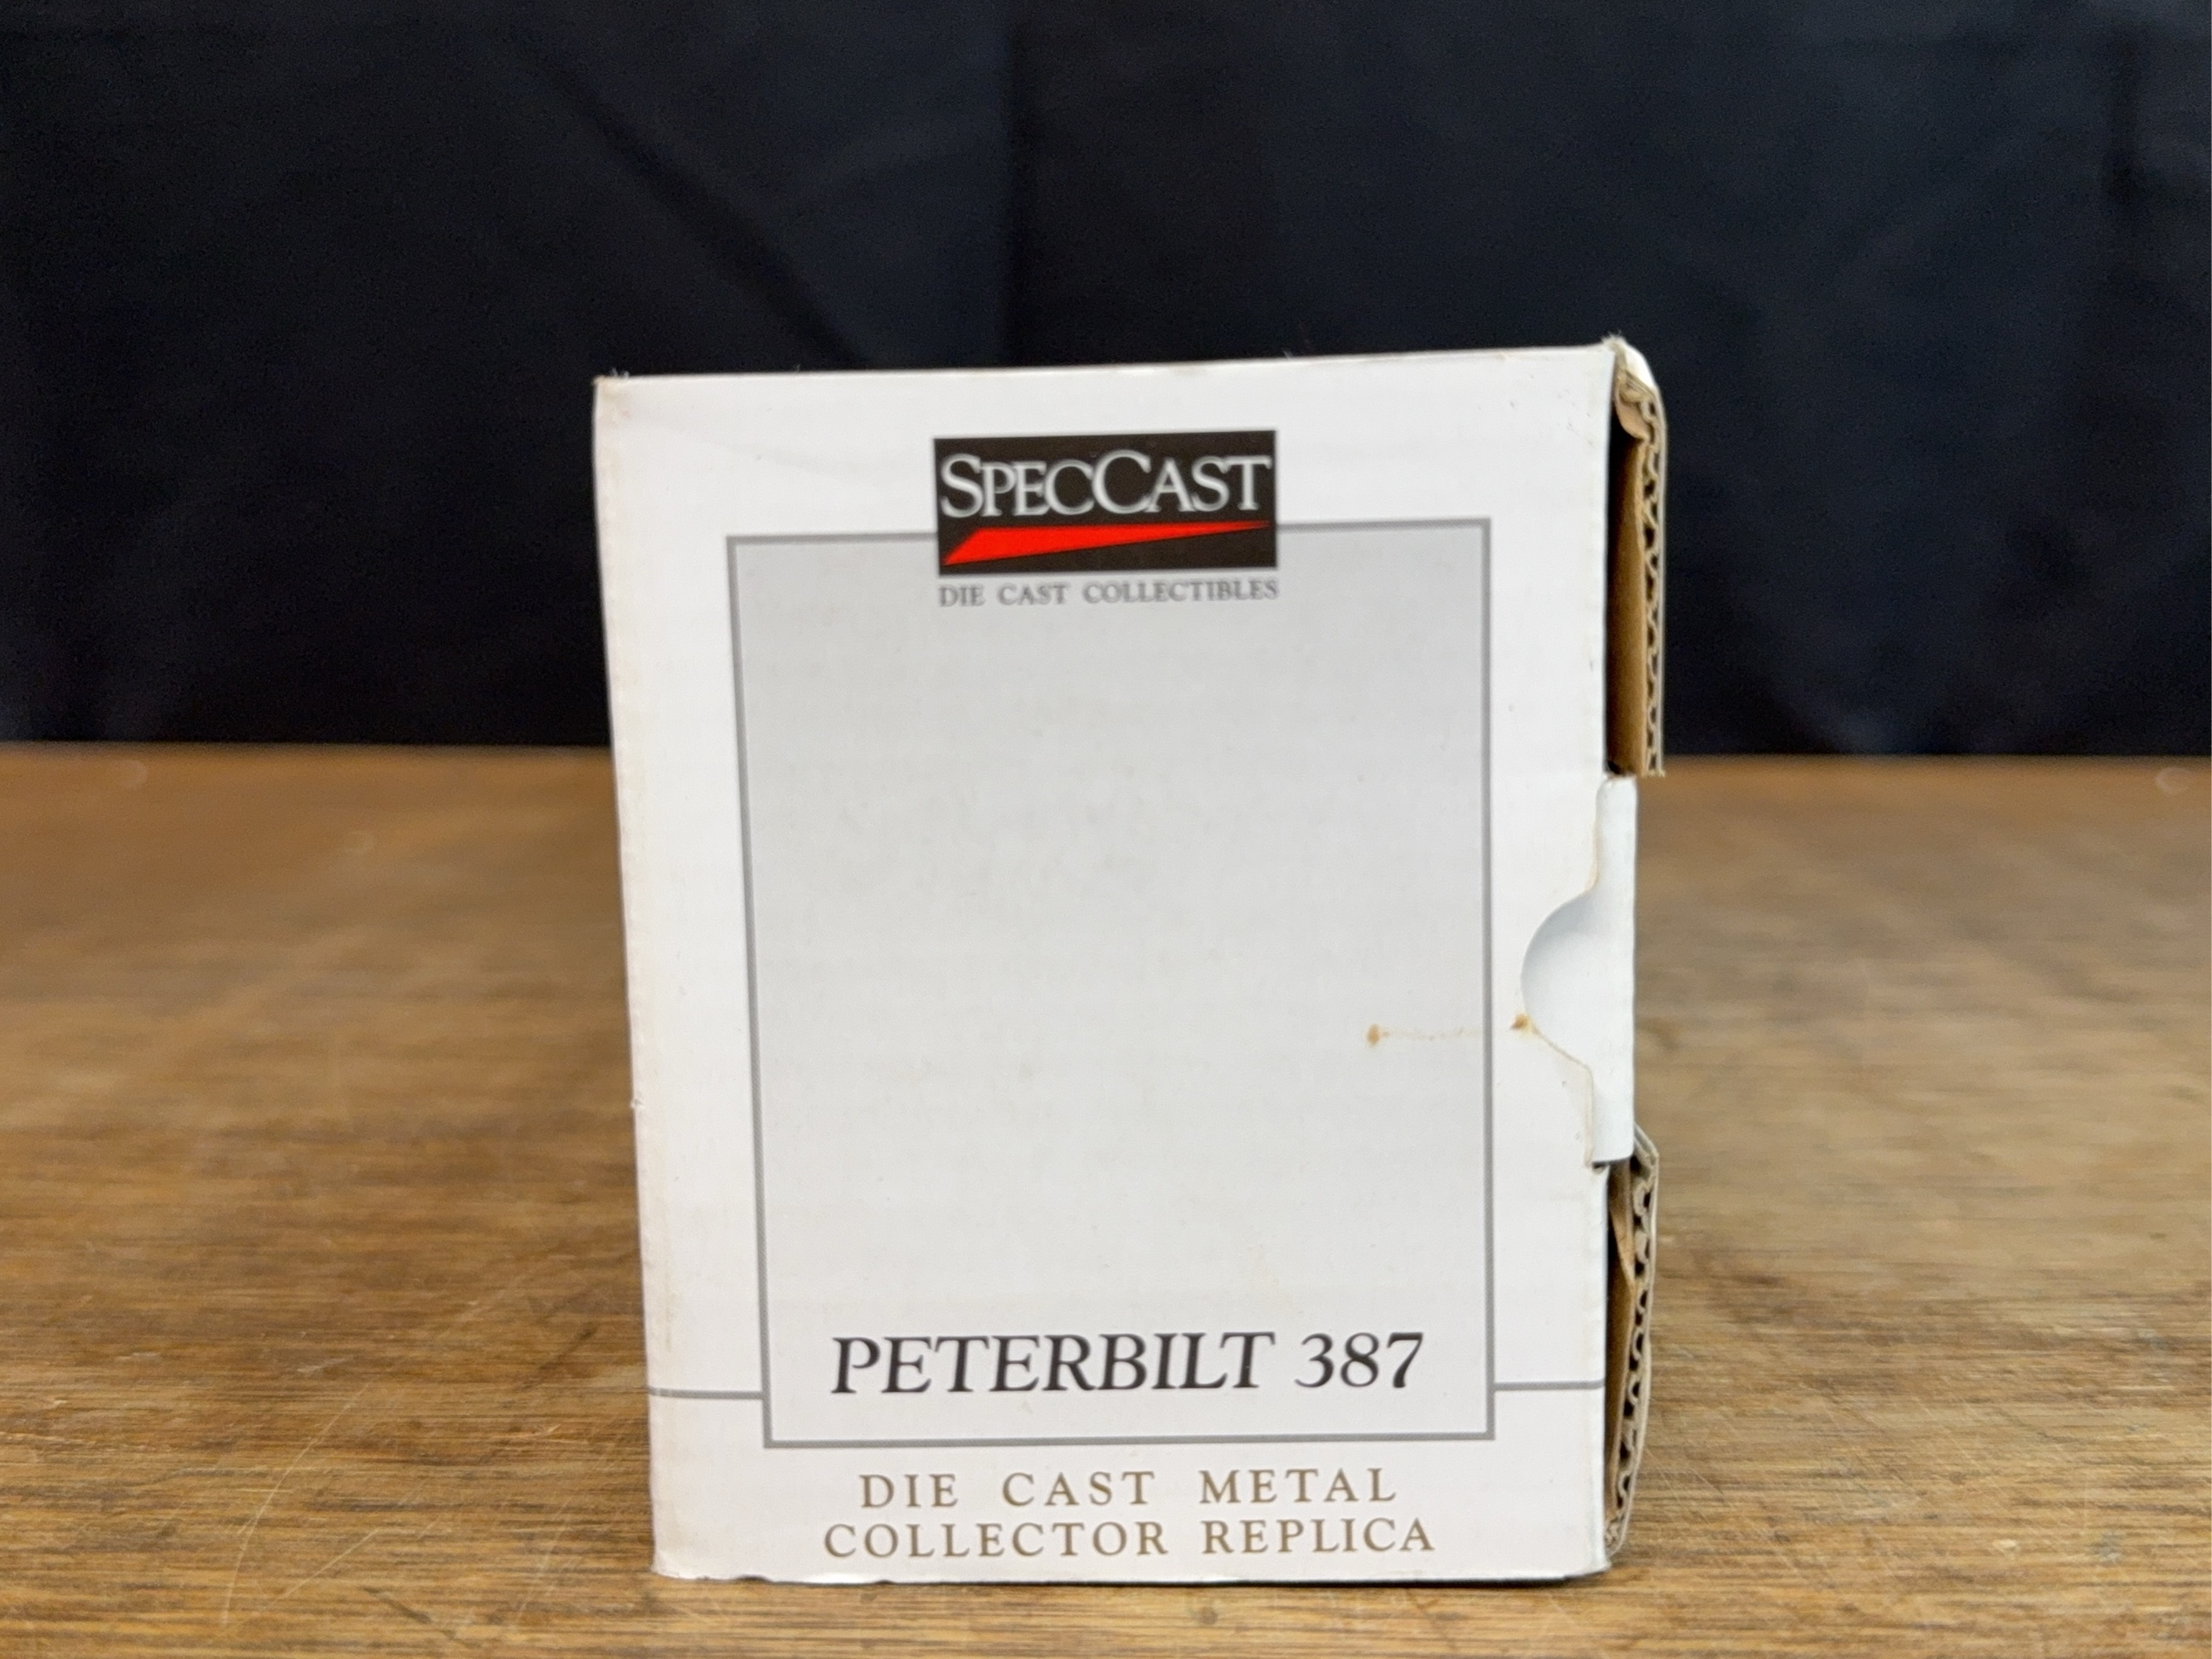 SPECCAST
DIE CAST COLLECTIBLES
PETERBILT 387
DIE CAST METAL
COLLECTOR REPLICA